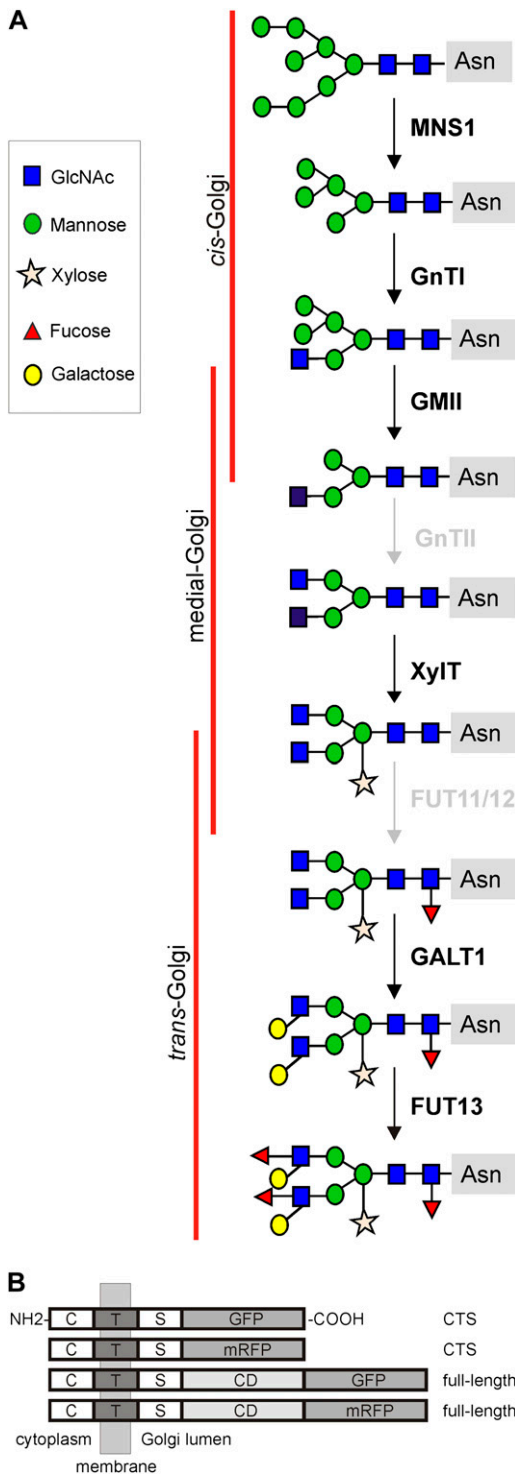 A
Asn
MNS1
GlcNAc
Mannose
Xylose
Fucose
Galactose
cis-Golgi
Asn
GnTI
Asn
GMII
Asn
GnTII
medial-Golgi
Asn
XylT
Asn
FUT11/12
Asn
GALT1
trans-Golgi
Asn
FUT13
Asn
B
NH2- C T S GFP -COOH CTS
C T S mRFP CTS
C T S CD GFP full-length
C T S CD mRFP full-length
cytoplasm Golgi lumen
membrane